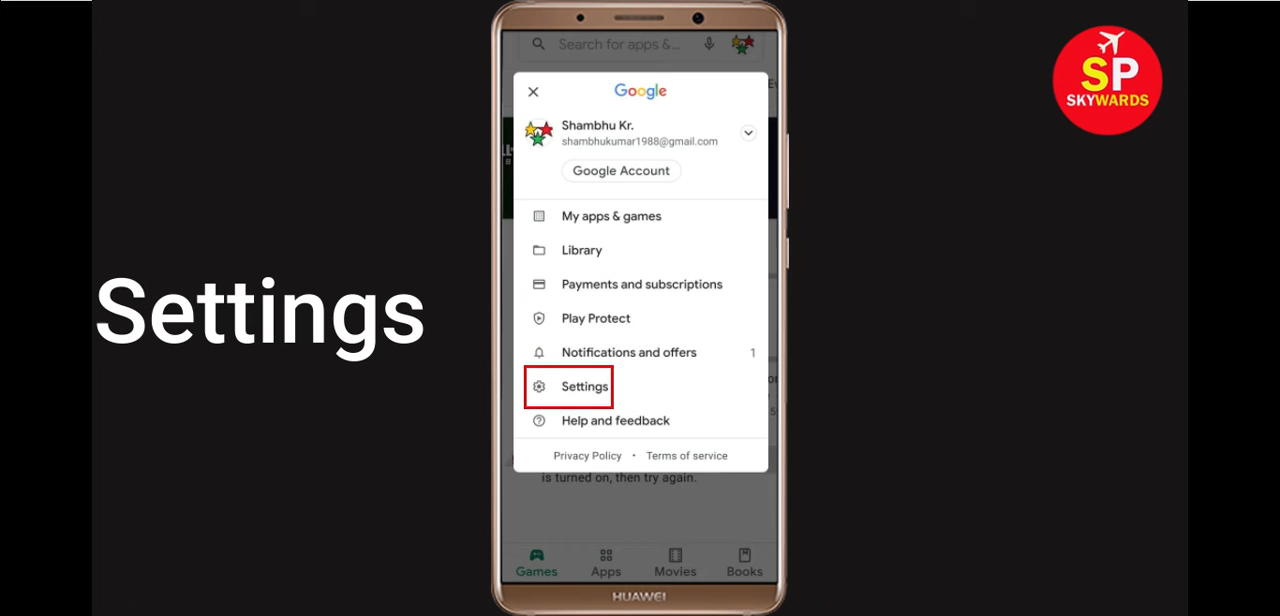 Search for apps &...
Google
Shambhu Kr.
shambhukumar1988@gmail.com
Google Account
My apps & games
Library
Payments and subscriptions
Play Protect
Notifications and offers 1
Settings
Help and feedback
Privacy Policy • Terms of service
is turned on, then try again.
Games Apps Movies Books
HUAWEI
Settings
SP
SKYWARDS